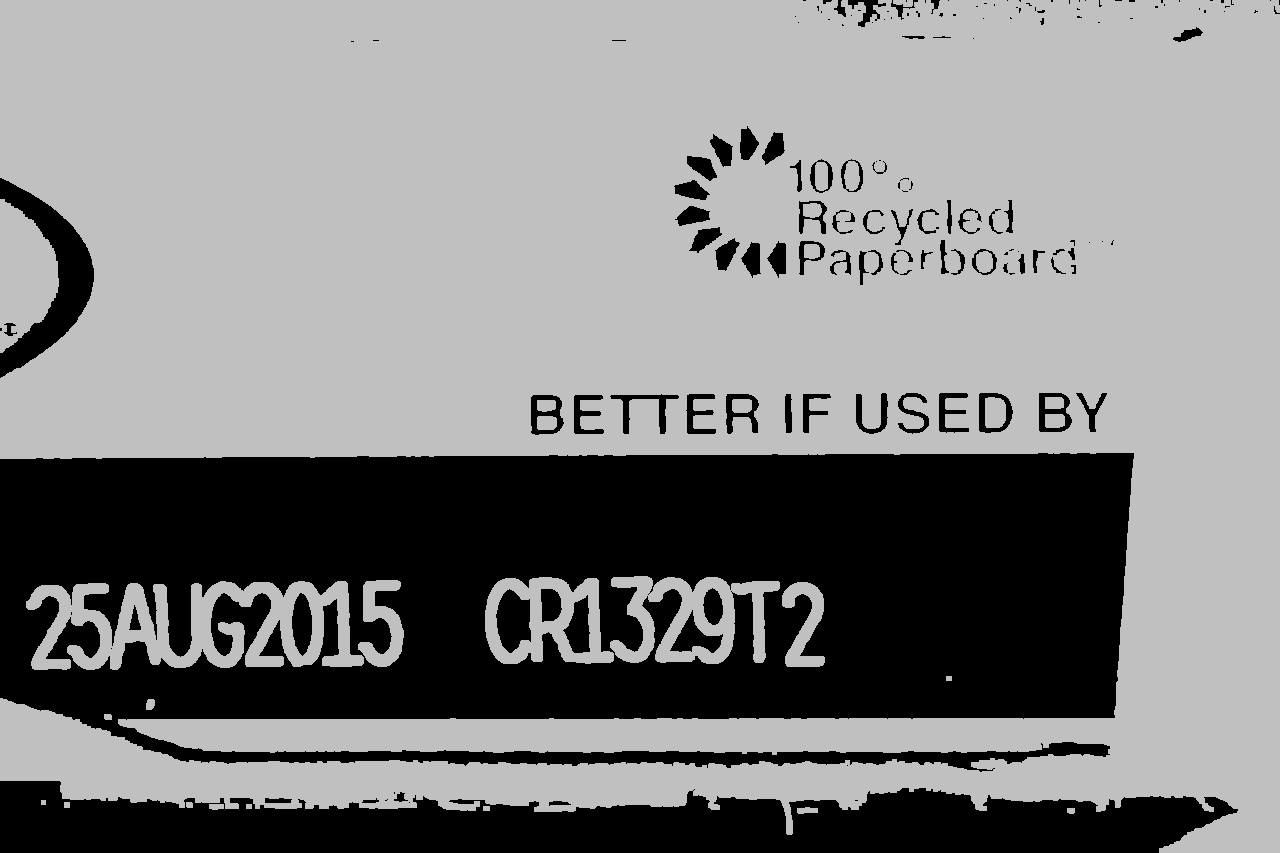 100%
Recycled
Paperboard
BETTER IF USED BY
25AUG2015 CR1329T2